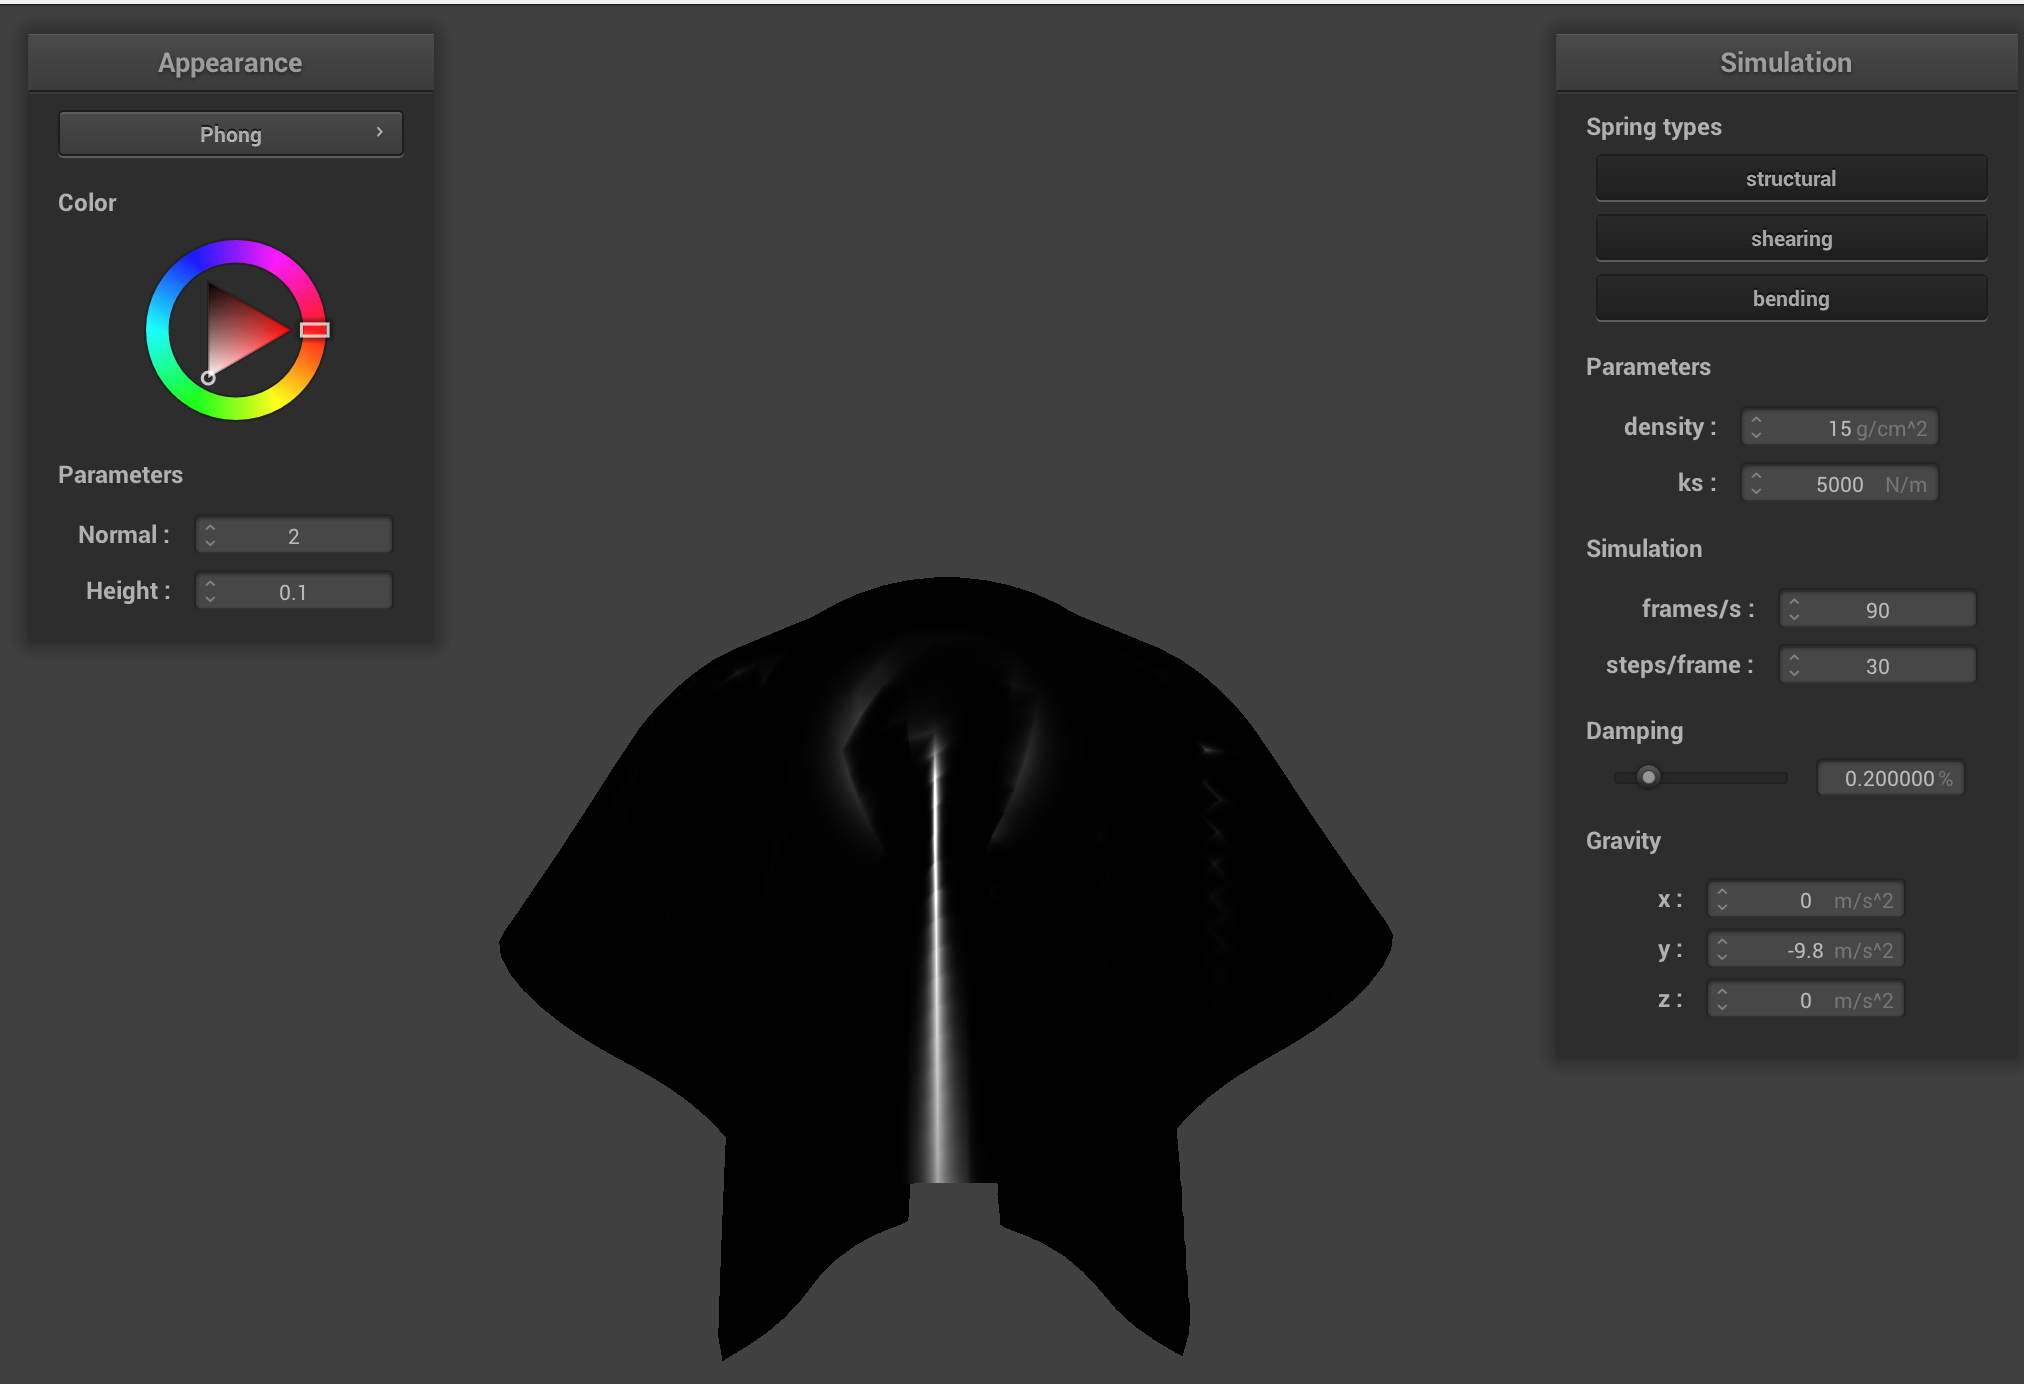 Appearance
Phong
Color
Parameters
Normal : 2
Height : 0.1
Simulation
Spring types
structural
shearing
bending
Parameters
density : 15 g/cm^2
ks : 5000 N/m
Simulation
frames/s : 90
steps/frame : 30
Damping
0.200000 %
Gravity
x : 0 m/s^2
y : -9.8 m/s^2
z : 0 m/s^2